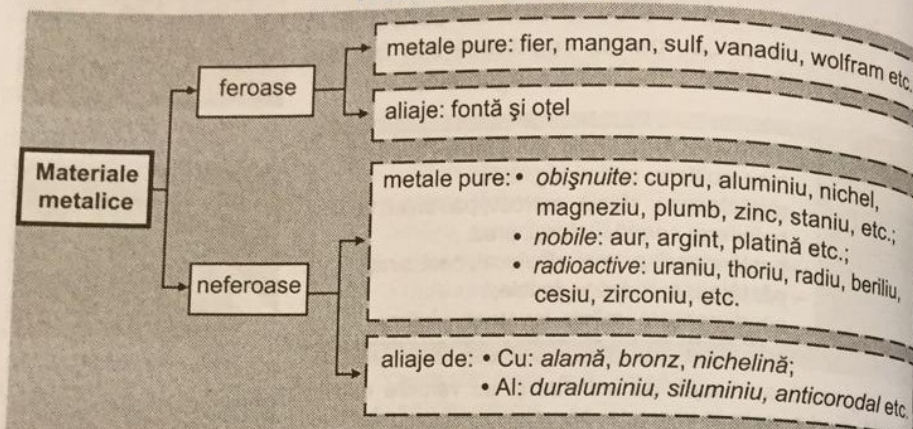 metale pure: fier, mangan, sulf, vanadiu, wolfram etc.
feroase
aliaje: fontă şi oţel
Materiale
metalice
metale pure: • obişnuite: cupru, aluminiu, nichel,
magneziu, plumb, zinc, staniu, etc.;
• nobile: aur, argint, platină etc.;
• radioactive: uraniu, thoriu, radiu, beriliu,
cesiu, zirconiu, etc.
neferoase
aliaje de: • Cu: alamă, bronz, nichelină;
• Al: duraluminiu, siluminiu, anticorodal etc.